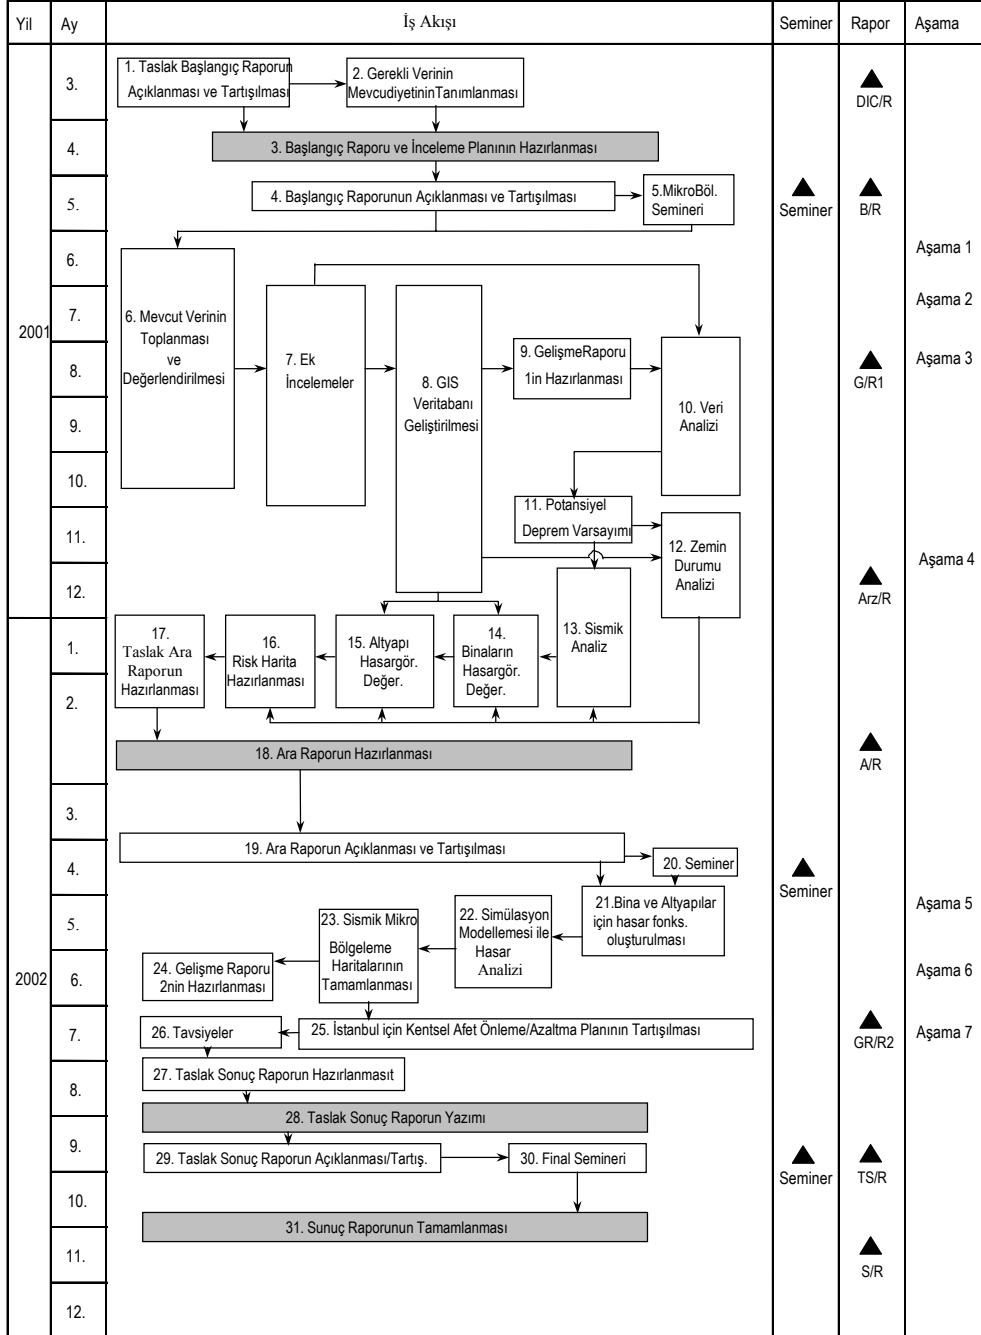 Yil
Ay
İş Akışı
Seminer
Rapor
Aşama
2001
3.
1. Taslak Başlangıç Raporun
Açıklanması ve Tartışılması
2. Gerekli Verinin
MevcudiyetininTanımlanması
DIC/R
4.
3. Başlangıç Raporu ve İnceleme Planının Hazırlanması
5.
4. Başlangıç Raporunun Açıklanması ve Tartışılması
5.MikroBöl.
Semineri
Seminer
B/R
6.
Aşama 1
7.
Aşama 2
6. Mevcut Verinin
Toplanması
ve
Değerlendirilmesi
7. Ek
İncelemeler
8. GIS
Veritabanı
Geliştirilmesi
8.
9. GelişmeRaporu
1in Hazırlanması
G/R1
Aşama 3
9.
10. Veri
Analizi
10.
11. Potansiyel
Deprem Varsayımı
11.
12. Zemin
Durumu
Analizi
Aşama 4
12.
Arz/R
2002
1.
17.
Taslak Ara
Raporun
Hazırlanması
16.
Risk Harita
Hazırlanması
15. Altyapı
Hasargör.
Değer.
14.
Binaların
Hasargör.
Değer.
13. Sismik
Analiz
2.
18. Ara Raporun Hazırlanması
A/R
3.
19. Ara Raporun Açıklanması ve Tartışılması
4.
20. Seminer
Seminer
21.Bina ve Altyapılar
için hasar fonks.
oluşturulması
Aşama 5
5.
22. Simülasyon
Modellemesi ile
Hasar
Analizi
23. Sismik Mikro
Bölgeleme
Haritalarının
Tamamlanması
6.
24. Gelişme Raporu
2nin Hazırlanması
Aşama 6
7.
26. Tavsiyeler
25. İstanbul için Kentsel Afet Önleme/Azaltma Planının Tartışılması
GR/R2
Aşama 7
27. Taslak Sonuç Raporun Hazırlanmasıt
8.
28. Taslak Sonuç Raporun Yazımı
9.
29. Taslak Sonuç Raporun Açıklanması/Tartış.
30. Final Semineri
Seminer
TS/R
10.
31. Sunuç Raporunun Tamamlanması
11.
S/R
12.